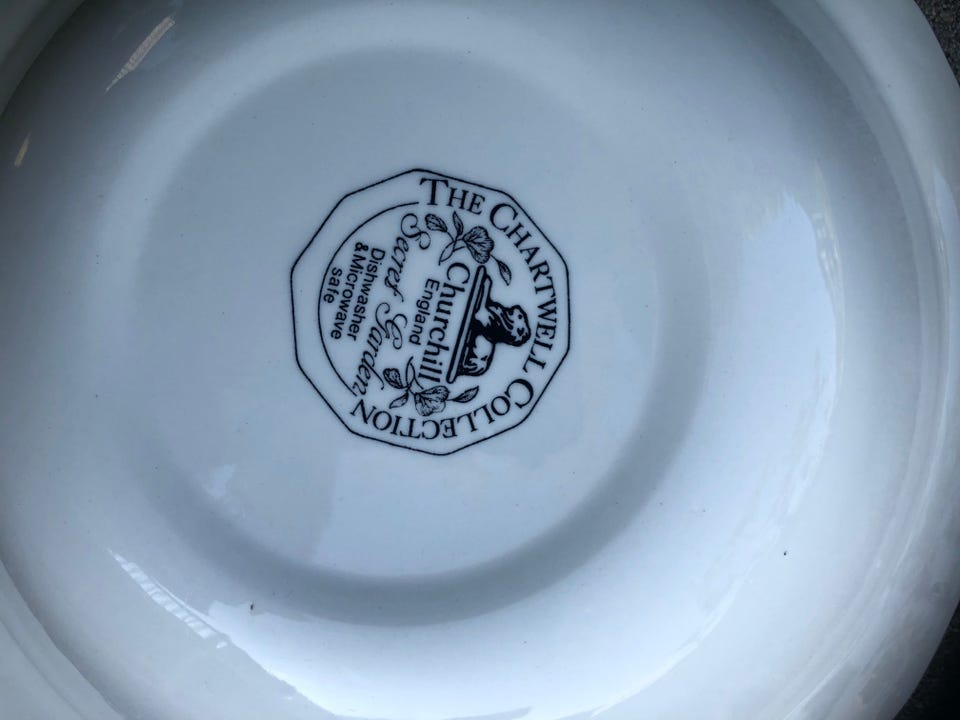 THE CHARTWELL COLLECTION
Churchill
England
Secret Garden
Dishwasher
& Microwave
safe